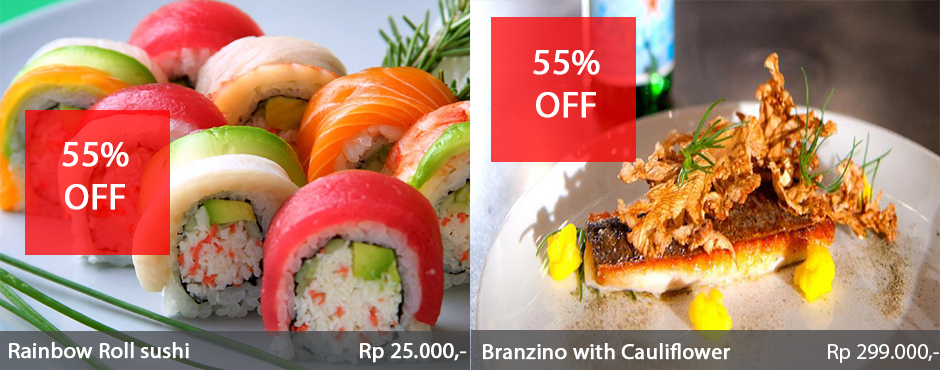 55%
OFF
Rainbow Roll sushi Rp 25.000,-
55%
OFF
Branzino with Cauliflower Rp 299.000,-